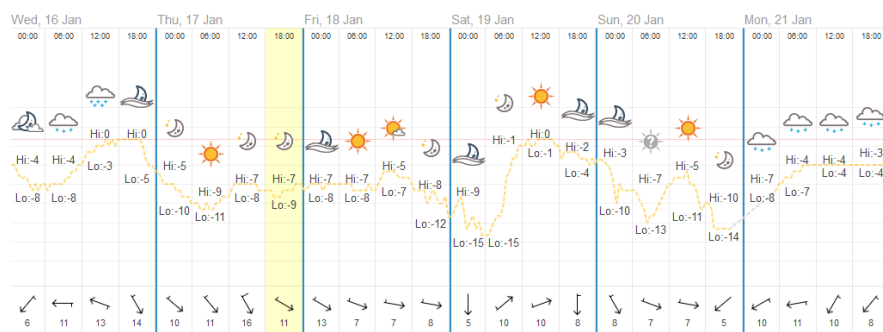 Wed, 16 Jan Thu, 17 Jan Fri, 18 Jan Sat, 19 Jan Sun, 20 Jan Mon, 21 Jan
00:00 06:00 12:00 18:00 00:00 06:00 12:00 18:00 00:00 06:00 12:00 18:00 00:00 06:00 12:00 18:00 00:00 06:00 12:00 18:00 00:00 06:00 12:00 18:00
Hi:-4 Hi:-4 Hi:0 Hi:0 Hi:-5 Hi:-9 Hi:-7 Hi:-7 Hi:-7 Hi:-7 Hi:-5 Hi:-8 Hi:-9 Hi:-1 Hi:0 Hi:-2 Hi:-3 Hi:-7 Hi:-5 Hi:-10 Hi:-7 Hi:-4 Hi:-4 Hi:-3
Lo:-8 Lo:-8 Lo:-3 Lo:-5 Lo:-10 Lo:-11 Lo:-8 Lo:-9 Lo:-8 Lo:-8 Lo:-7 Lo:-12 Lo:-15 Lo:-15 Lo:-1 Lo:-4 Lo:-10 Lo:-13 Lo:-11 Lo:-14 Lo:-8 Lo:-7 Lo:-4 Lo:-4
?
6 11 13 14 10 11 16 11 13 7 7 8 5 10 10 8 8 7 7 5 10 11 10 8